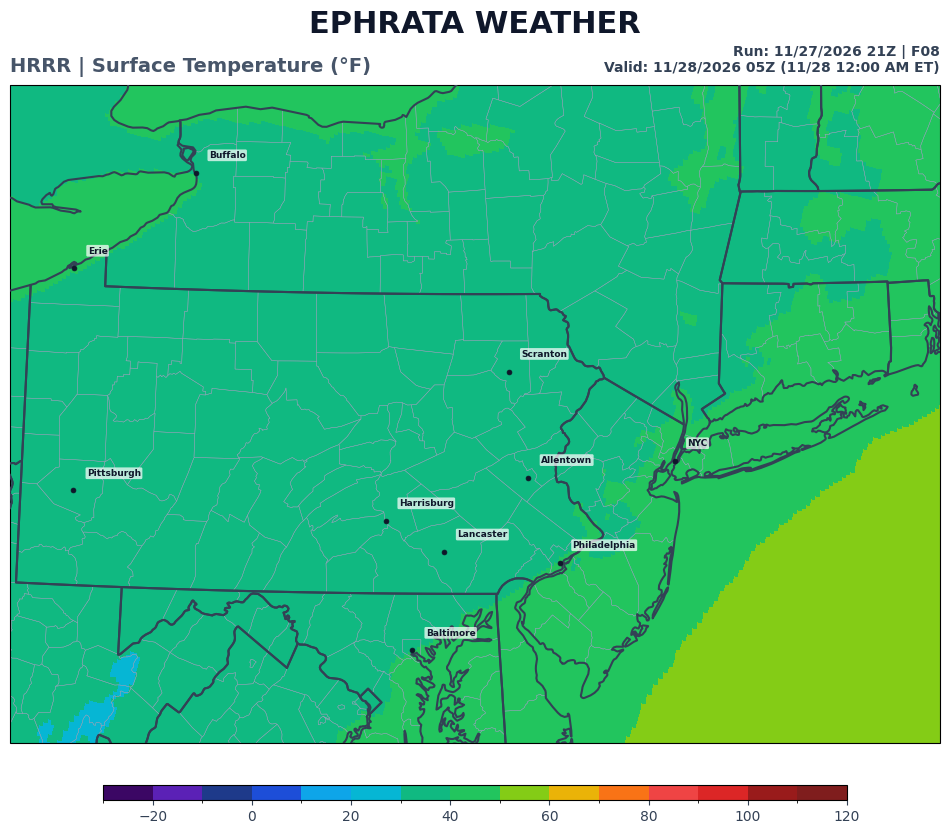 EPHRATA WEATHER
Run: 11/27/2026 21Z | F08
HRRR | Surface Temperature (°F)
Valid: 11/28/2026 05Z (11/28 12:00 AM ET)
Buffalo
Erie
Scranton
NYC
Allentown
Pittsburgh
Harrisburg
Lancaster
Philadelphia
Baltimore
−20 0 20 40 60 80 100 120